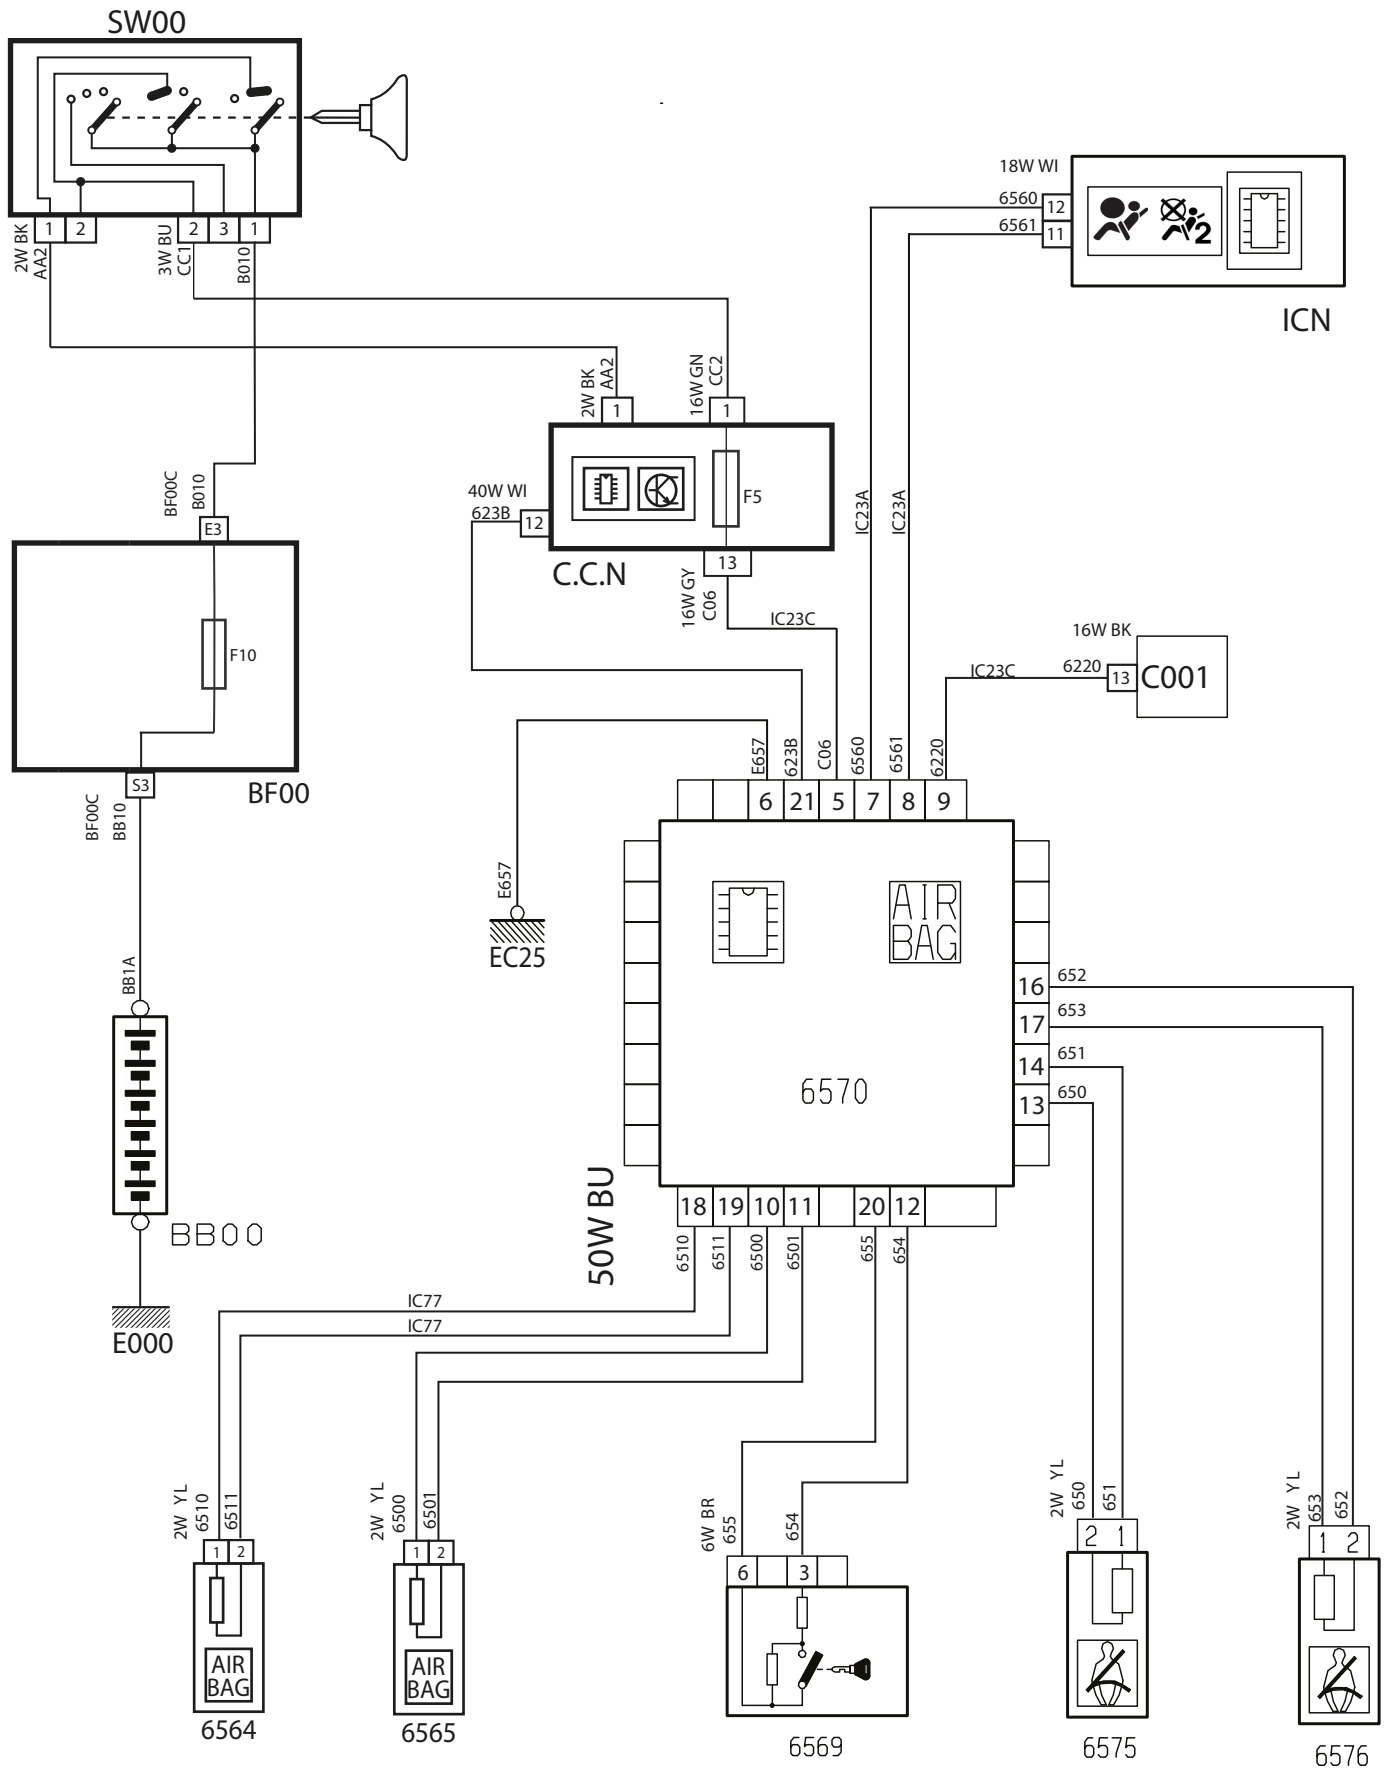 SW00
1 2 2 3 1
2W BK
AA2
3W BU
CC1
B010
18W WI
6560 12
6561 11
2
ICN
2W BK
AA2
16W GN
CC2
1 1
F5
40W WI
623B 12
C.C.N
13
16W GY
C06
IC23C
IC23A
IC23A
BF00C
B010
E3
F10
S3
BF00
BF00C
BB10
BB1A
BB00
E000
16W BK
6220 13 C001
IC23C
E657
623B
C06
6560
6561
6220
6 21 5 7 8 9
E657
EC25
AIR
BAG
6570
16 652
17 653
14 651
13 650
50W BU
18 19 10 11 20 12
6510
6511
6500
6501
655
654
IC77
IC77
2W YL
6510
6511
1 2
AIR
BAG
6564
2W YL
6500
6501
1 2
AIR
BAG
6565
6W BR
655
654
6 3
6569
2W YL
650
651
2 1
6575
2W YL
653
652
1 2
6576